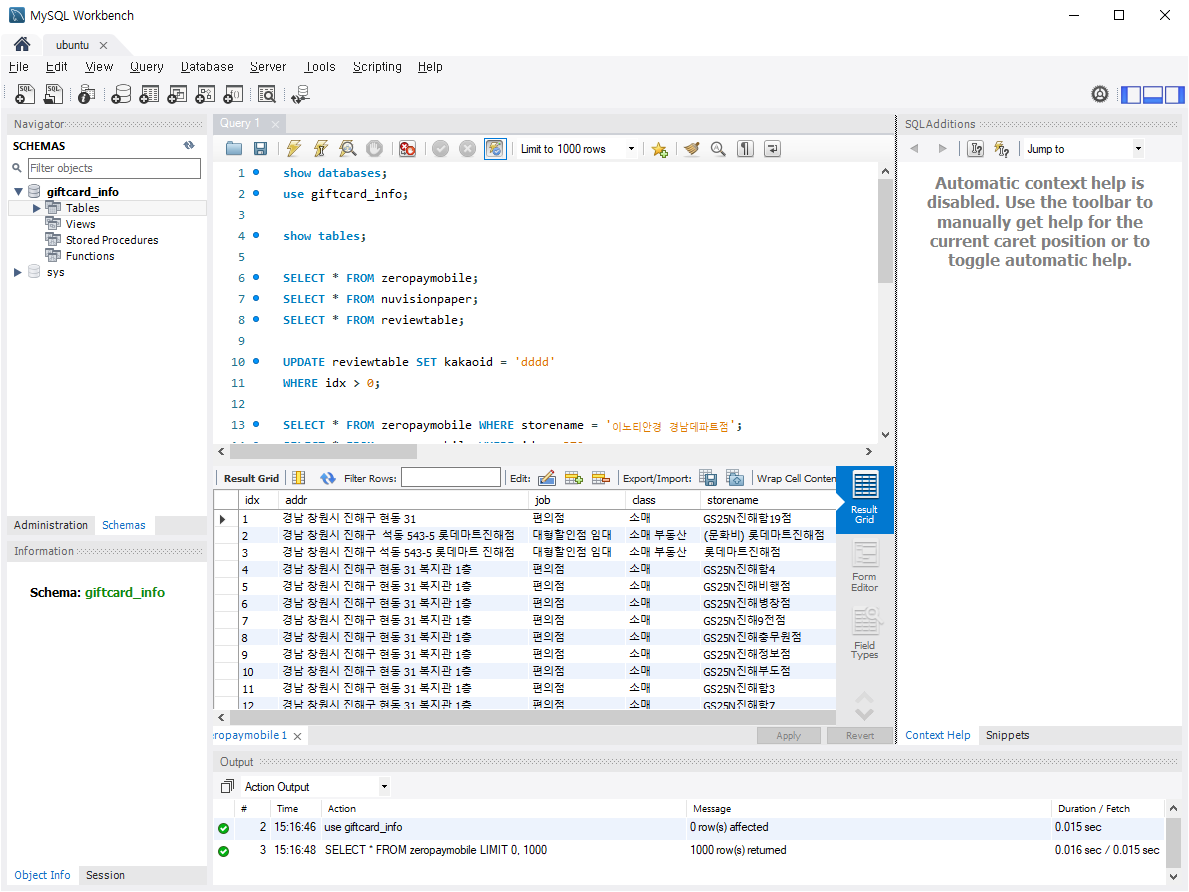 MySQL Workbench
ubuntu
File Edit View Query Database Server Tools Scripting Help
Navigator
SCHEMAS
Filter objects
giftcard_info
Tables
Views
Stored Procedures
Functions
sys
Administration Schemas
Information
Schema: giftcard_info
Object Info Session
Query 1
Limit to 1000 rows
1 show databases;
2 use giftcard_info;
3
4 show tables;
5
6 SELECT * FROM zeropaymobile;
7 SELECT * FROM nuvisionpaper;
8 SELECT * FROM reviewtable;
9
10 UPDATE reviewtable SET kakaoid = 'dddd'
11 WHERE idx > 0;
12
13 SELECT * FROM zeropaymobile WHERE storename = '이노티안경 경남데파트점';
Result Grid Filter Rows: Edit: Export/Import: Wrap Cell Conten
idx addr job class storename
1 경남 창원시 진해구 현동 31 편의점 소매 GS25N진해함19점
2 경남 창원시 진해구 석동 543-5 롯데마트진해점 대형할인점 임대 소매 부동산 (문화비) 롯데마트진해점
3 경남 창원시 진해구 석동 543-5 롯데마트 진해점 대형할인점 임대 소매 부동산 롯데마트진해점
4 경남 창원시 진해구 현동 31 복지관 1층 편의점 소매 GS25N진해함4
5 경남 창원시 진해구 현동 31 복지관 1층 편의점 소매 GS25N진해비행점
6 경남 창원시 진해구 현동 31 복지관 1층 편의점 소매 GS25N진해병창점
7 경남 창원시 진해구 현동 31 복지관 1층 편의점 소매 GS25N진해9전점
8 경남 창원시 진해구 현동 31 복지관 1층 편의점 소매 GS25N진해충무원점
9 경남 창원시 진해구 현동 31 복지관 1층 편의점 소매 GS25N진해정보점
10 경남 창원시 진해구 현동 31 복지관 1층 편의점 소매 GS25N진해부도점
11 경남 창원시 진해구 현동 31 복지관 1층 편의점 소매 GS25N진해함3
12 경남 창원시 진해구 현동 31 복지관 1층 편의점 소매 GS25N진해함7
Result
Grid
Form
Editor
Field
Types
ropaymobile 1
Apply Revert
SQLAdditions
Jump to
Automatic context help is
disabled. Use the toolbar to
manually get help for the
current caret position or to
toggle automatic help.
Context Help Snippets
Output
Action Output
# Time Action Message Duration / Fetch
2 15:16:46 use giftcard_info 0 row(s) affected 0.015 sec
3 15:16:48 SELECT * FROM zeropaymobile LIMIT 0, 1000 1000 row(s) returned 0.016 sec / 0.015 sec